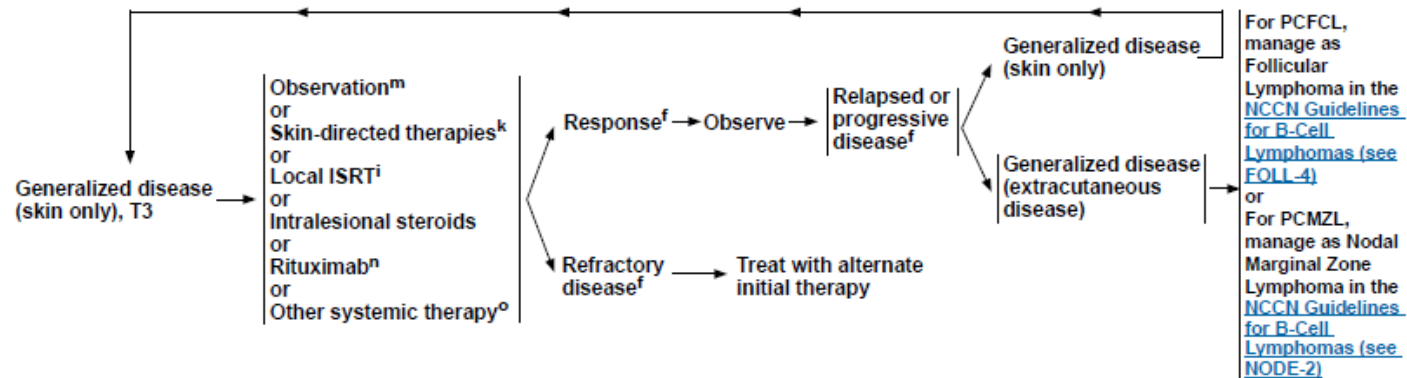 Generalized disease
(skin only), T3
Observationᵐ
or
Skin-directed therapiesᵏ
or
Local ISRTⁱ
or
Intralesional steroids
or
Rituximabⁿ
or
Other systemic therapyᵒ
Responseᶠ
Observe
Relapsed or
progressive
diseaseᶠ
Refractory
diseaseᶠ
Treat with alternate
initial therapy
Generalized disease
(skin only)
Generalized disease
(extracutaneous
disease)
For PCFCL,
manage as
Follicular
Lymphoma in the
NCCN Guidelines
for B-Cell
Lymphomas (see
FOLL-4)
or
For PCMZL,
manage as Nodal
Marginal Zone
Lymphoma in the
NCCN Guidelines
for B-Cell
Lymphomas (see
NODE-2)